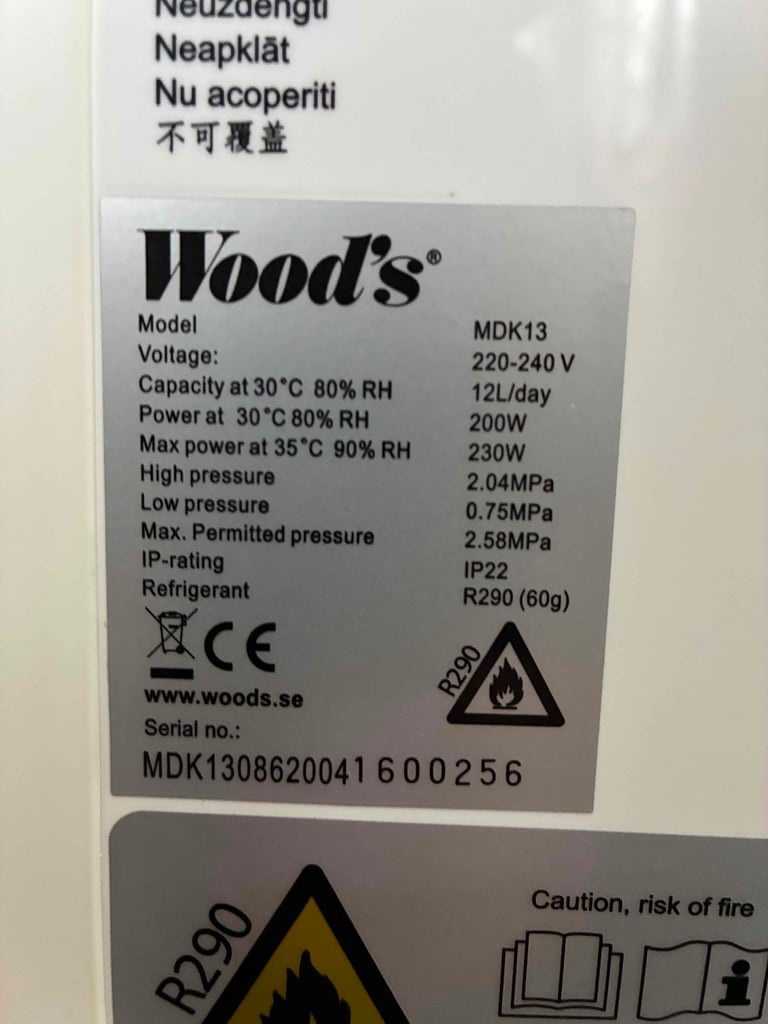 Neuždengti
Neapklāt
Nu acoperiti
不可覆盖
Wood's®
Model MDK13
Voltage: 220-240 V
Capacity at 30°C 80% RH 12L/day
Power at 30°C 80% RH 200W
Max power at 35°C 90% RH 230W
High pressure 2.04MPa
Low pressure 0.75MPa
Max. Permitted pressure 2.58MPa
IP-rating IP22
Refrigerant R290 (60g)
CE
R290
www.woods.se
Serial no.:
MDK1308620041600256
Caution, risk of fire
R290